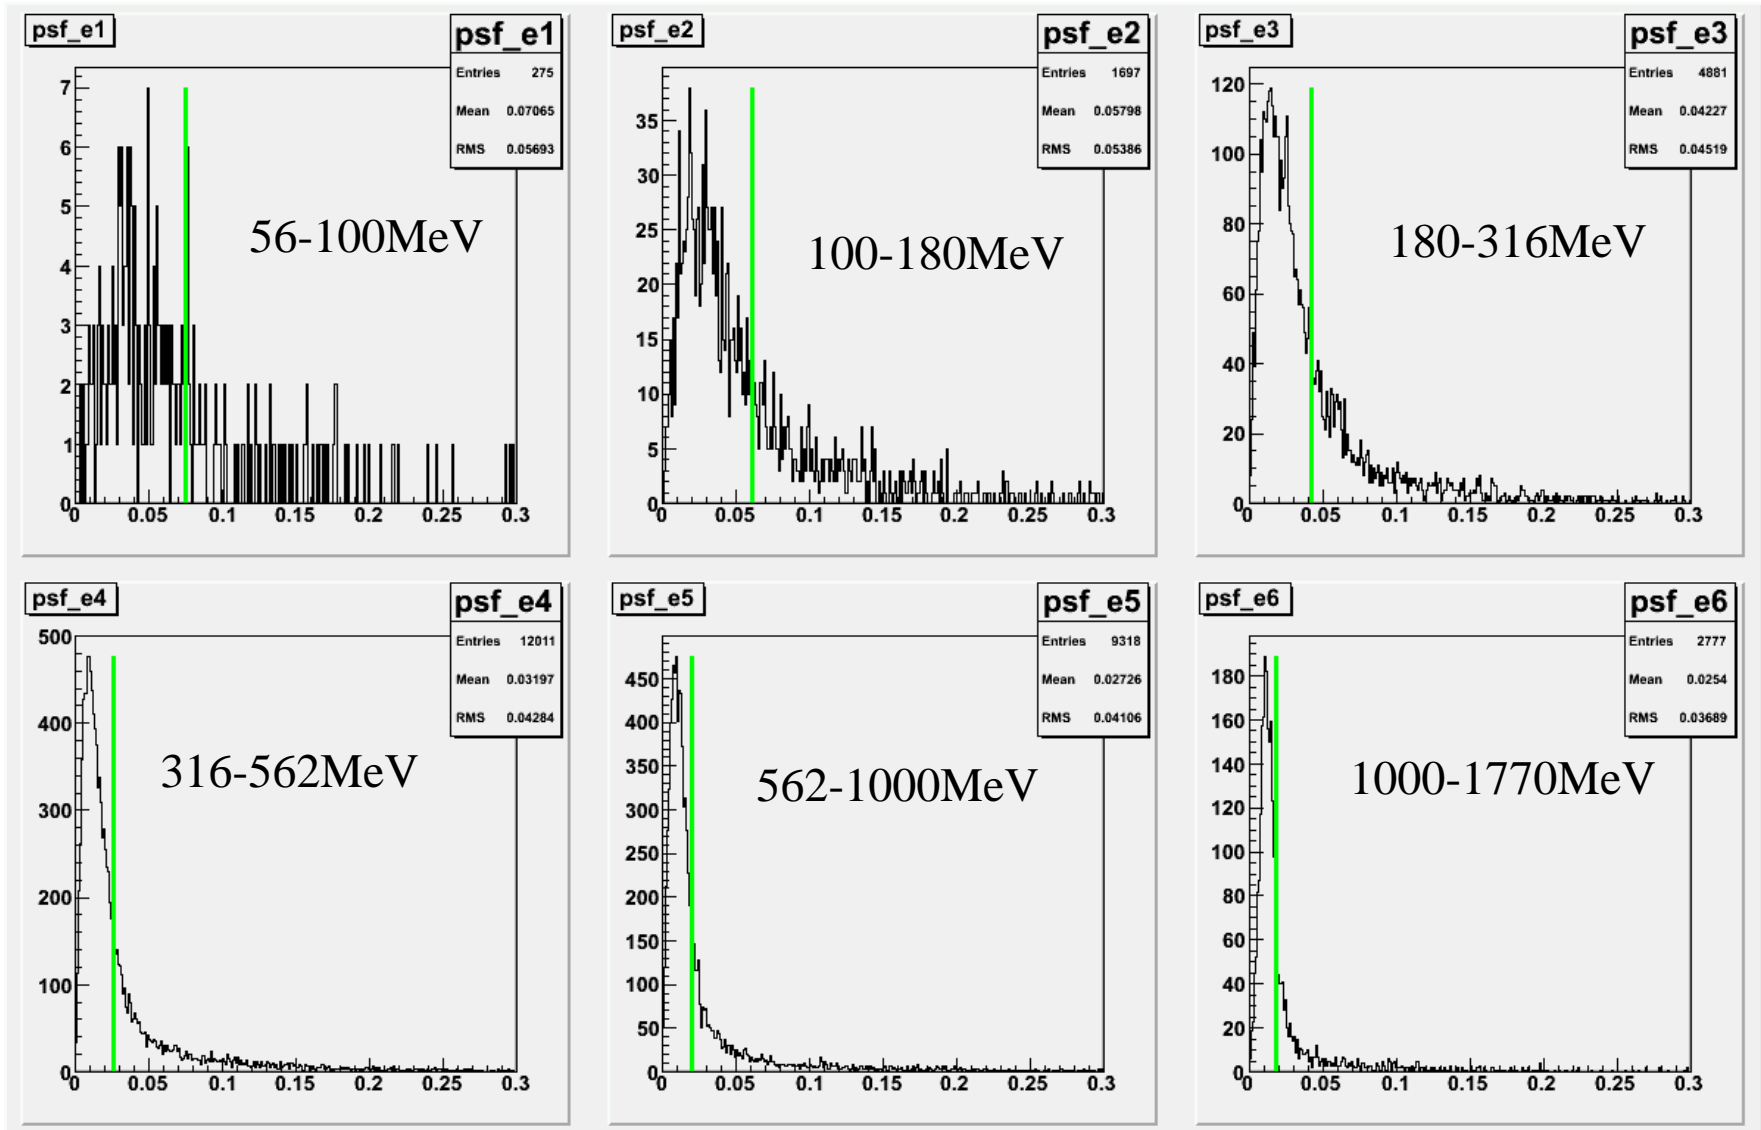 psf_e1
psf_e1
Entries 275
Mean 0.07065
RMS 0.05693
7
6
5
4
3
2
1
0
0 0.05 0.1 0.15 0.2 0.25 0.3
56-100MeV
psf_e2
psf_e2
Entries 1697
Mean 0.05798
RMS 0.05386
35
30
25
20
15
10
5
0
0 0.05 0.1 0.15 0.2 0.25 0.3
100-180MeV
psf_e3
psf_e3
Entries 4881
Mean 0.04227
RMS 0.04519
120
100
80
60
40
20
0
0 0.05 0.1 0.15 0.2 0.25 0.3
180-316MeV
psf_e4
psf_e4
Entries 12011
Mean 0.03197
RMS 0.04284
500
400
300
200
100
0
0 0.05 0.1 0.15 0.2 0.25 0.3
316-562MeV
psf_e5
psf_e5
Entries 9318
Mean 0.02726
RMS 0.04106
450
400
350
300
250
200
150
100
50
0
0 0.05 0.1 0.15 0.2 0.25 0.3
562-1000MeV
psf_e6
psf_e6
Entries 2777
Mean 0.0254
RMS 0.03689
180
160
140
120
100
80
60
40
20
0
0 0.05 0.1 0.15 0.2 0.25 0.3
1000-1770MeV